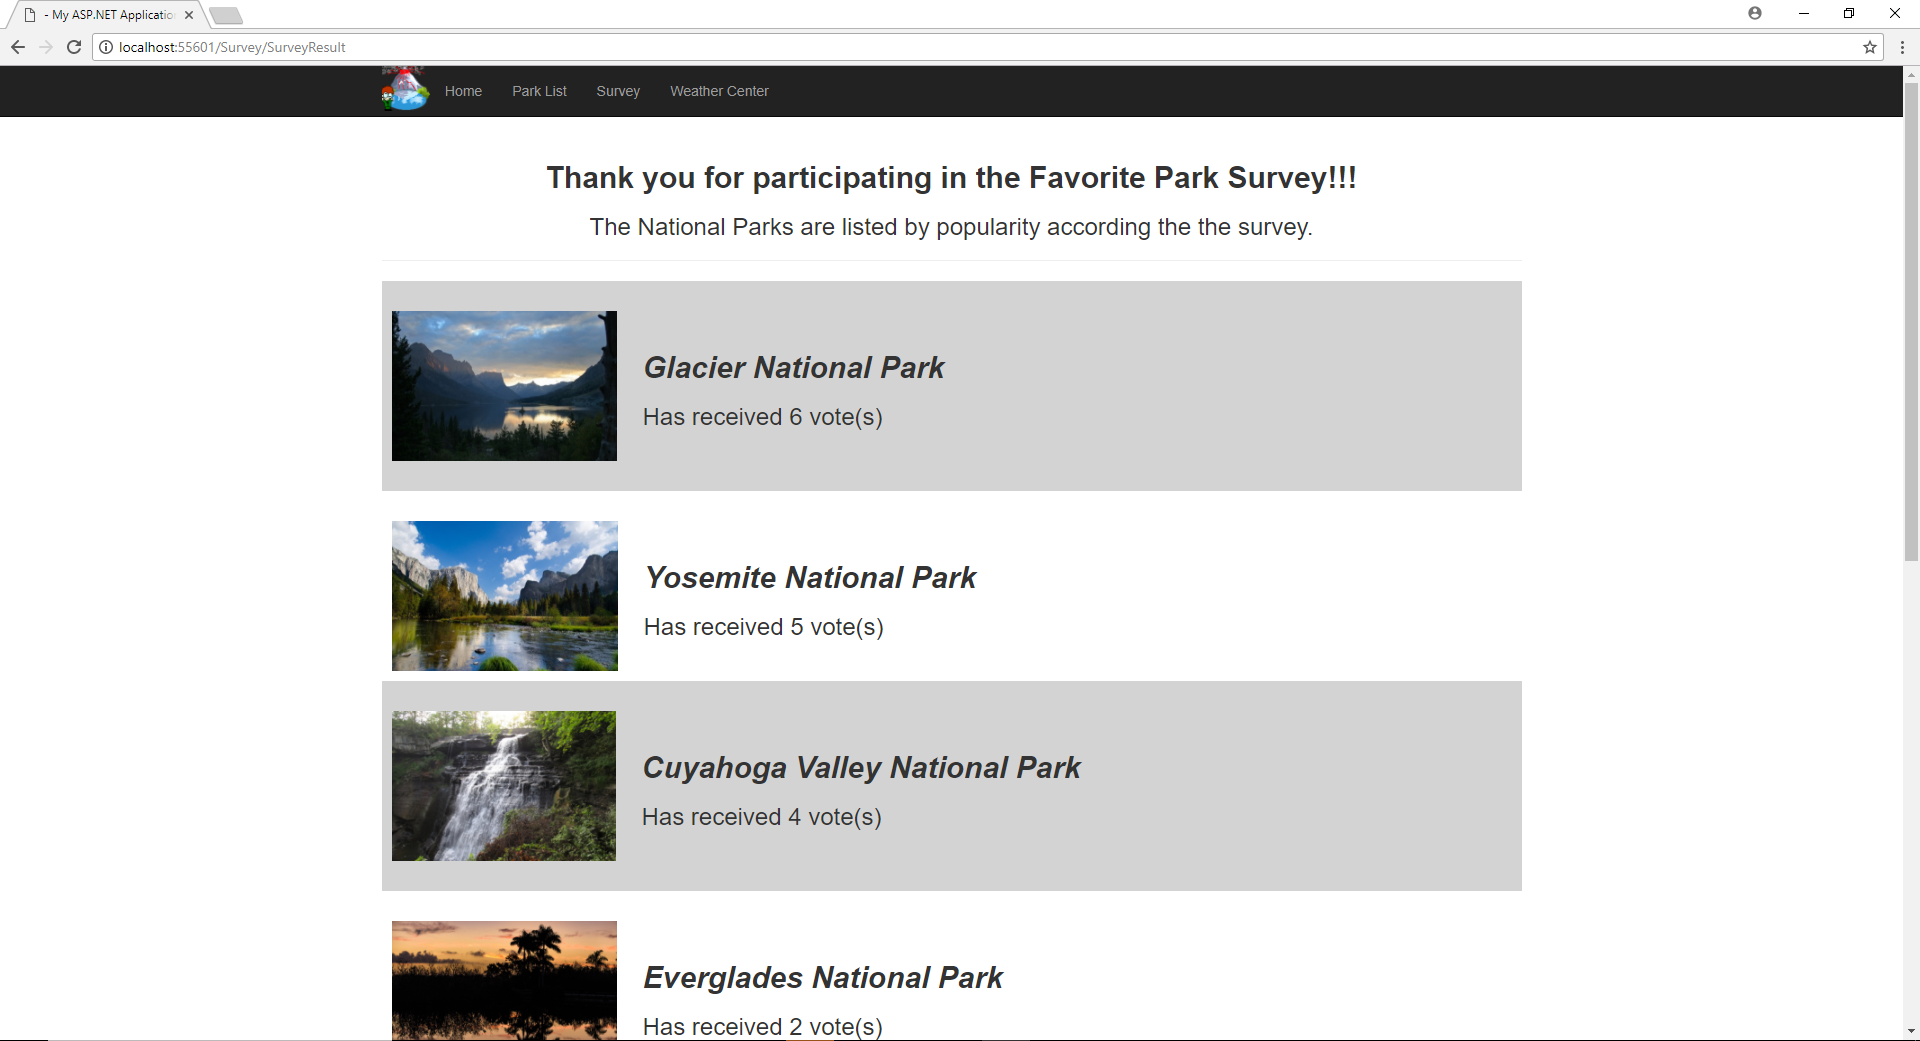 - My ASP.NET Applicatio
localhost:55601/Survey/SurveyResult
Home Park List Survey Weather Center
Thank you for participating in the Favorite Park Survey!!!
The National Parks are listed by popularity according the the survey.
Glacier National Park
Has received 6 vote(s)
Yosemite National Park
Has received 5 vote(s)
Cuyahoga Valley National Park
Has received 4 vote(s)
Everglades National Park
Has received 2 vote(s)